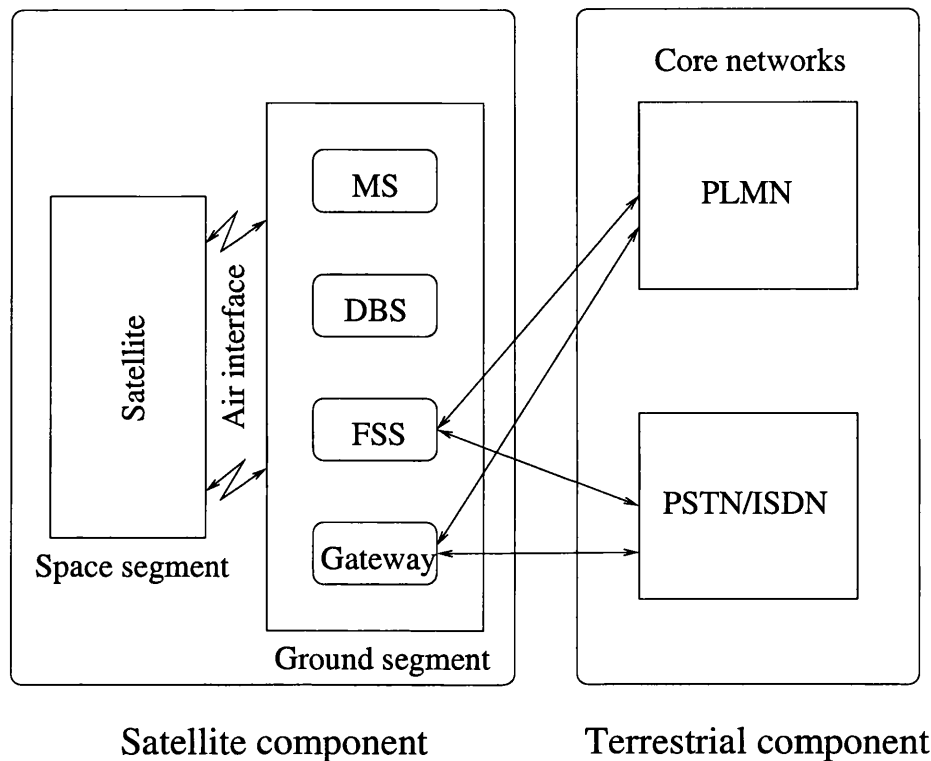 Core networks
MS
PLMN
DBS
Satellite
Air interface
FSS
PSTN/ISDN
Gateway
Space segment
Ground segment
Satellite component
Terrestrial component